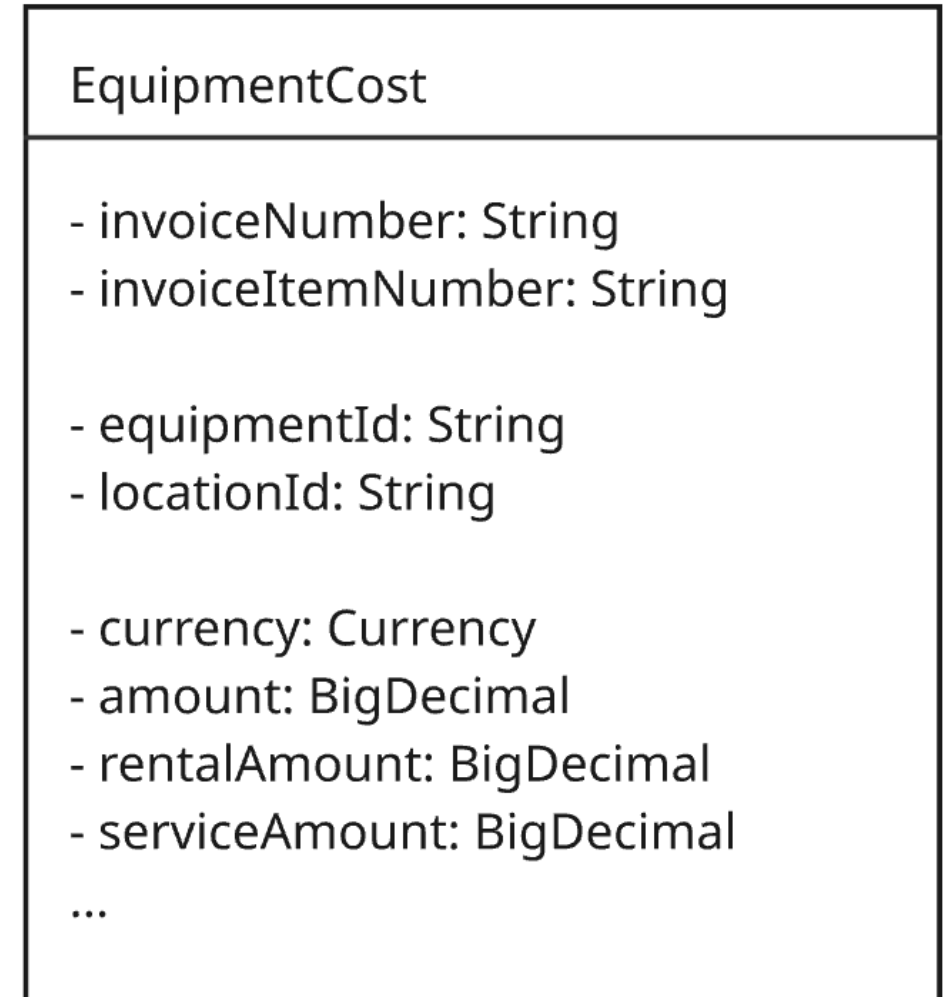 EquipmentCost
- invoiceNumber: String
- invoiceItemNumber: String
- equipmentId: String
- locationId: String
- currency: Currency
- amount: BigDecimal
- rentalAmount: BigDecimal
- serviceAmount: BigDecimal
...